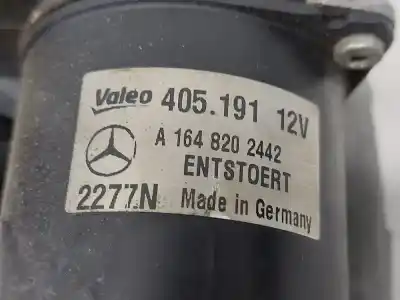 Valeo 405.191 12V
A 164 820 2442
ENTSTOERT
2277N Made in Germany